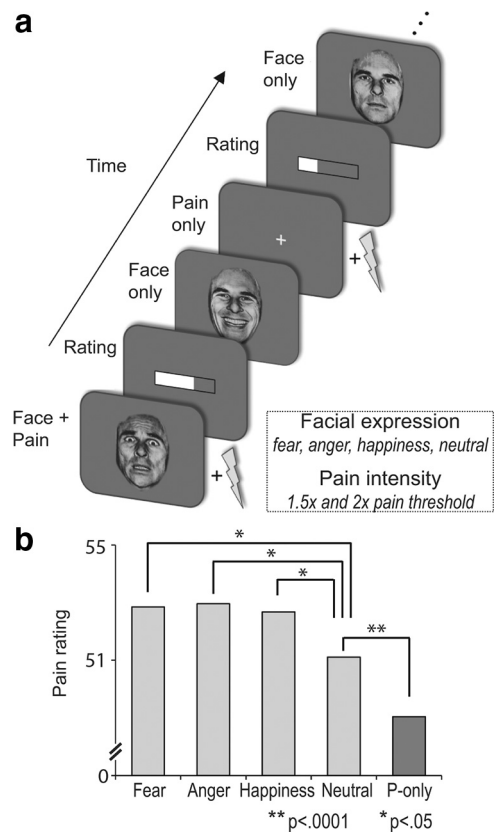 a
Face
only
Rating
Time
Pain
only
+
+
Face
only
Rating
Face +
Pain
+
Facial expression
fear, anger, happiness, neutral
Pain intensity
1.5x and 2x pain threshold
b
Pain rating
55
51
0
*
*
*
**
Fear Anger Happiness Neutral P-only
**p<.0001 *p<.05